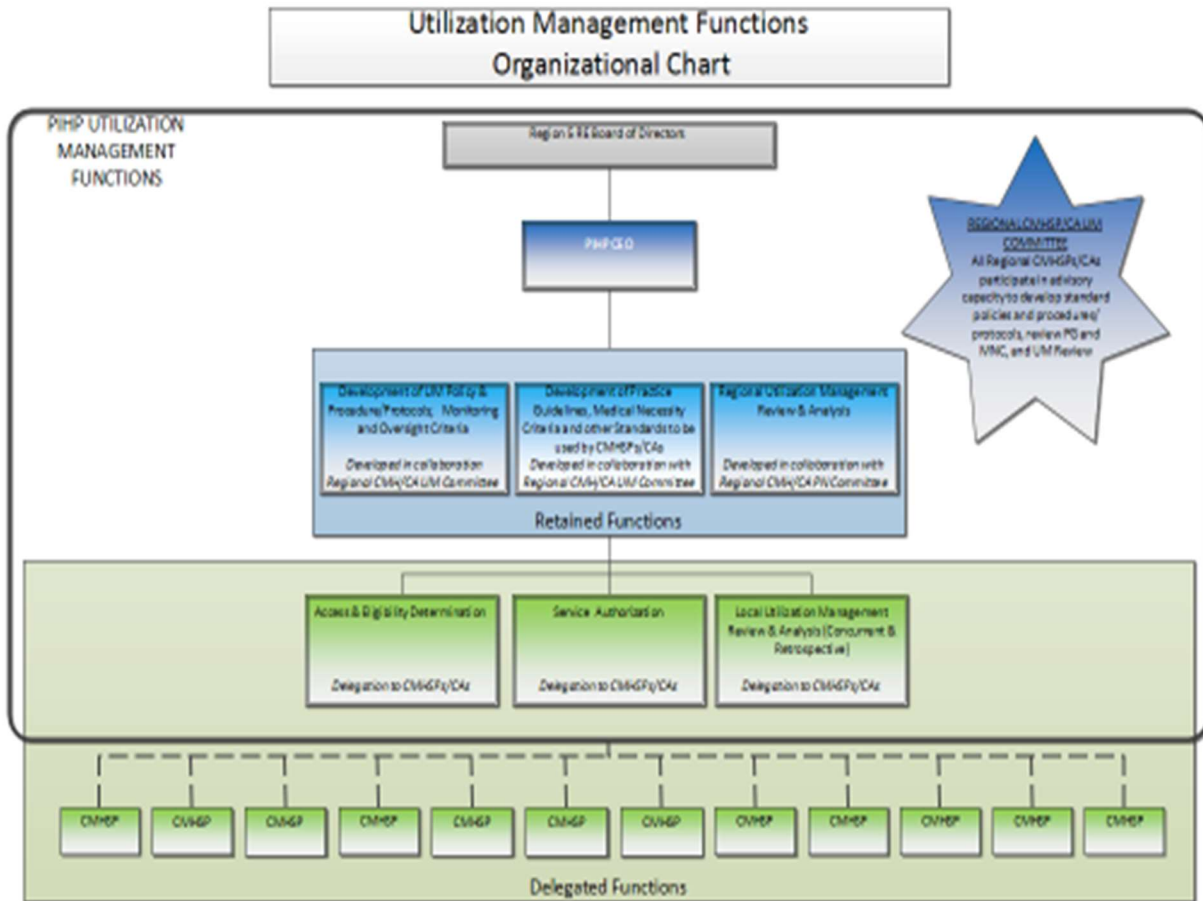 Utilization Management Functions
Organizational Chart
PIHP UTILIZATION
MANAGEMENT
FUNCTIONS
Region 5 RE Board of Directors
PIHP CEO
REGIONAL CMHSP/CA UM
COMMITTEE
All Regional CMHSPs/CAs
participate in advisory
capacity to develop standard
policies and procedures/
protocols, review PG and
MNC, and UM Review
Development of UM Policy &
Procedure/Protocols, Monitoring
and Oversight Criteria
Developed in collaboration
Regional CMH/CA UM Committee
Development of Practice
Guidelines, Medical Necessity
Criteria and other Standards to be
used by CMHSPs/CAs
Developed in collaboration with
Regional CMH/CA UM Committee
Regional Utilization Management
Review & Analysis
Developed in collaboration with
Regional CMH/CA Committee
Retained Functions
Access & Eligibility Determination
Delegation to CMHSPs/CAs
Service Authorization
Delegation to CMHSPs/CAs
Local Utilization Management
Review & Analysis (Concurrent &
Retrospective)
Delegation to CMHSPs/CAs
CMHSP
CMHSP
CMHSP
CMHSP
CMHSP
CMHSP
CMHSP
CMHSP
CMHSP
CMHSP
CMHSP
CMHSP
Delegated Functions